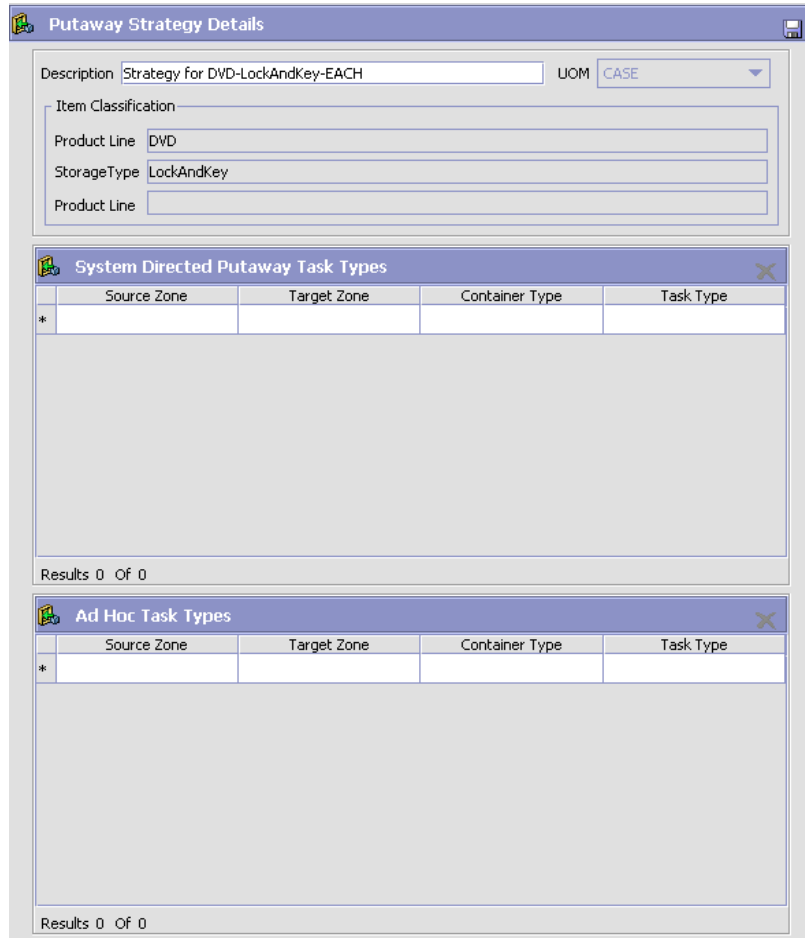 Putaway Strategy Details
Description Strategy for DVD-LockAndKey-EACH UOM CASE
Item Classification
Product Line DVD
StorageType LockAndKey
Product Line
System Directed Putaway Task Types
Source Zone Target Zone Container Type Task Type
*
Results 0 Of 0
Ad Hoc Task Types
Source Zone Target Zone Container Type Task Type
*
Results 0 Of 0